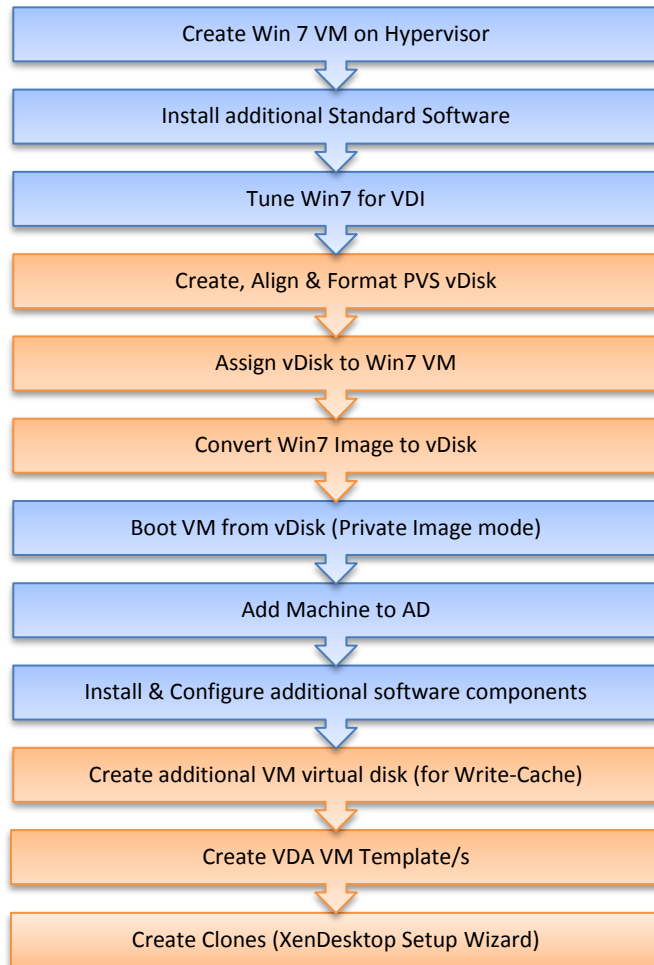 Create Win 7 VM on Hypervisor
Install additional Standard Software
Tune Win7 for VDI
Create, Align & Format PVS vDisk
Assign vDisk to Win7 VM
Convert Win7 Image to vDisk
Boot VM from vDisk (Private Image mode)
Add Machine to AD
Install & Configure additional software components
Create additional VM virtual disk (for Write-Cache)
Create VDA VM Template/s
Create Clones (XenDesktop Setup Wizard)